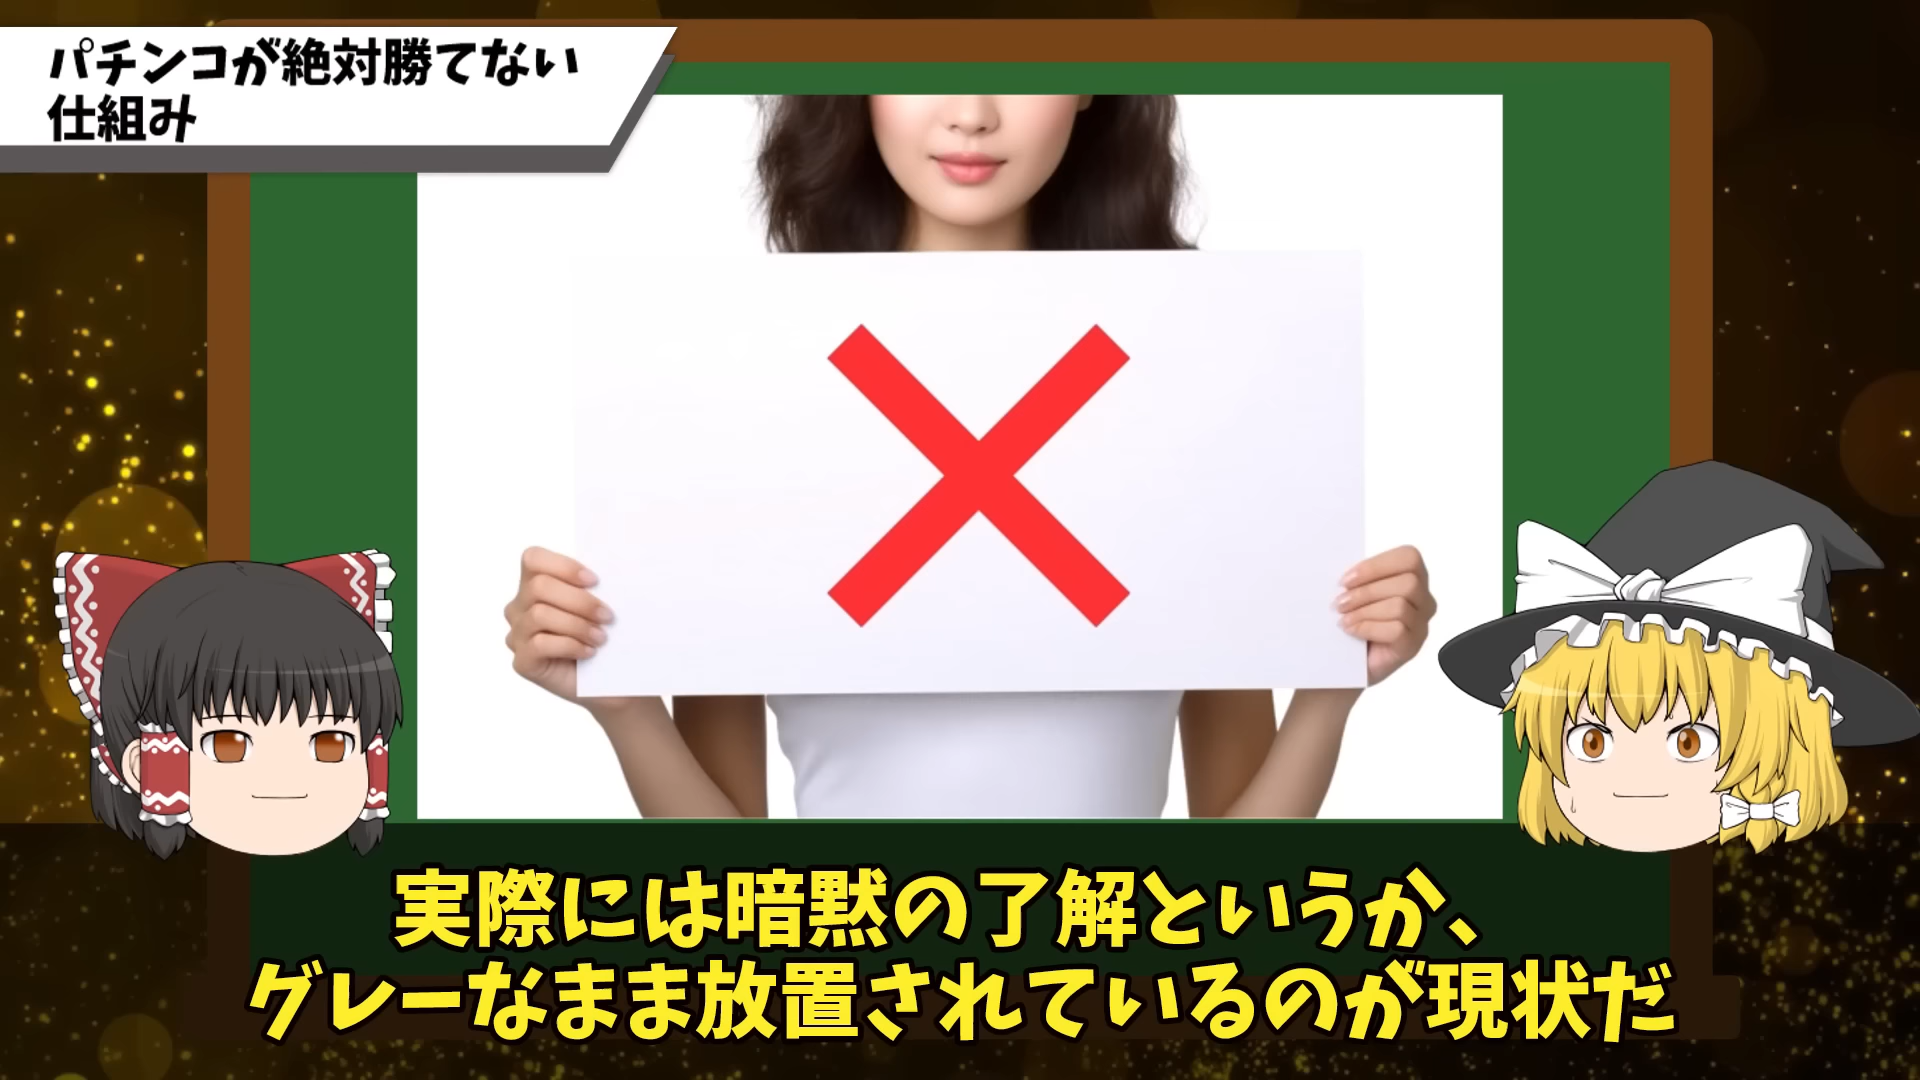 パチンコが絶対勝てない
仕組み
実際には暗黙の了解というか、
グレーなまま放置されているのが現状だ